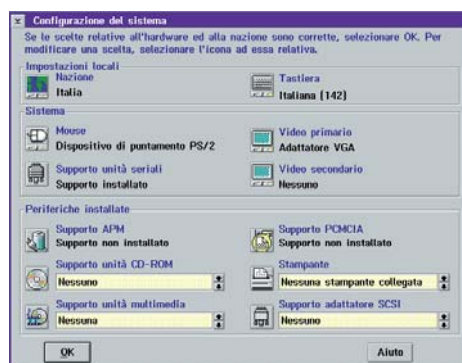 Configurazione del sistema
Se le scelte relative all'hardware ed alla nazione sono corrette, selezionare OK. Per
modificare una scelta, selezionare l'icona ad essa relativa.
Impostazioni locali
Nazione
Italia
Tastiera
Italiana (142)
Sistema
Mouse
Dispositivo di puntamento PS/2
Video primario
Adattatore VGA
Supporto unità seriali
Supporto installato
Video secondario
Nessuno
Periferiche installate
Supporto APM
Supporto non installato
Supporto PCMCIA
Supporto non installato
Supporto unità CD-ROM
Nessuno
Stampante
Nessuna stampante collegata
Supporto unità multimedia
Nessuna
Supporto adattatore SCSI
Nessuno
OK
Aiuto